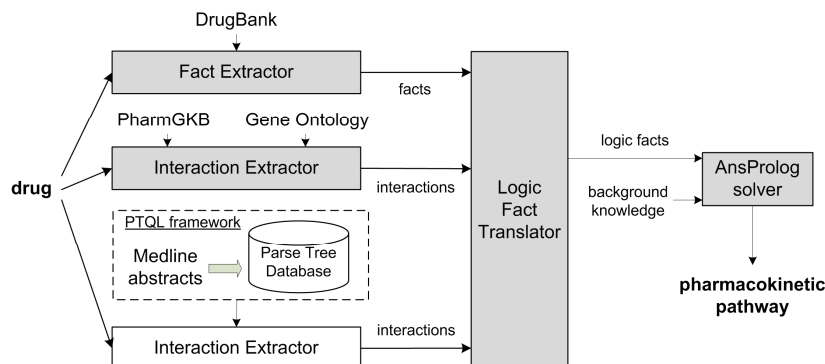 DrugBank
Fact Extractor
facts
PharmGKB
Gene Ontology
Interaction Extractor
interactions
drug
PTQL framework
Medline
abstracts
Parse Tree
Database
Interaction Extractor
interactions
Logic
Fact
Translator
logic facts
background
knowledge
AnsProlog
solver
pharmacokinetic
pathway